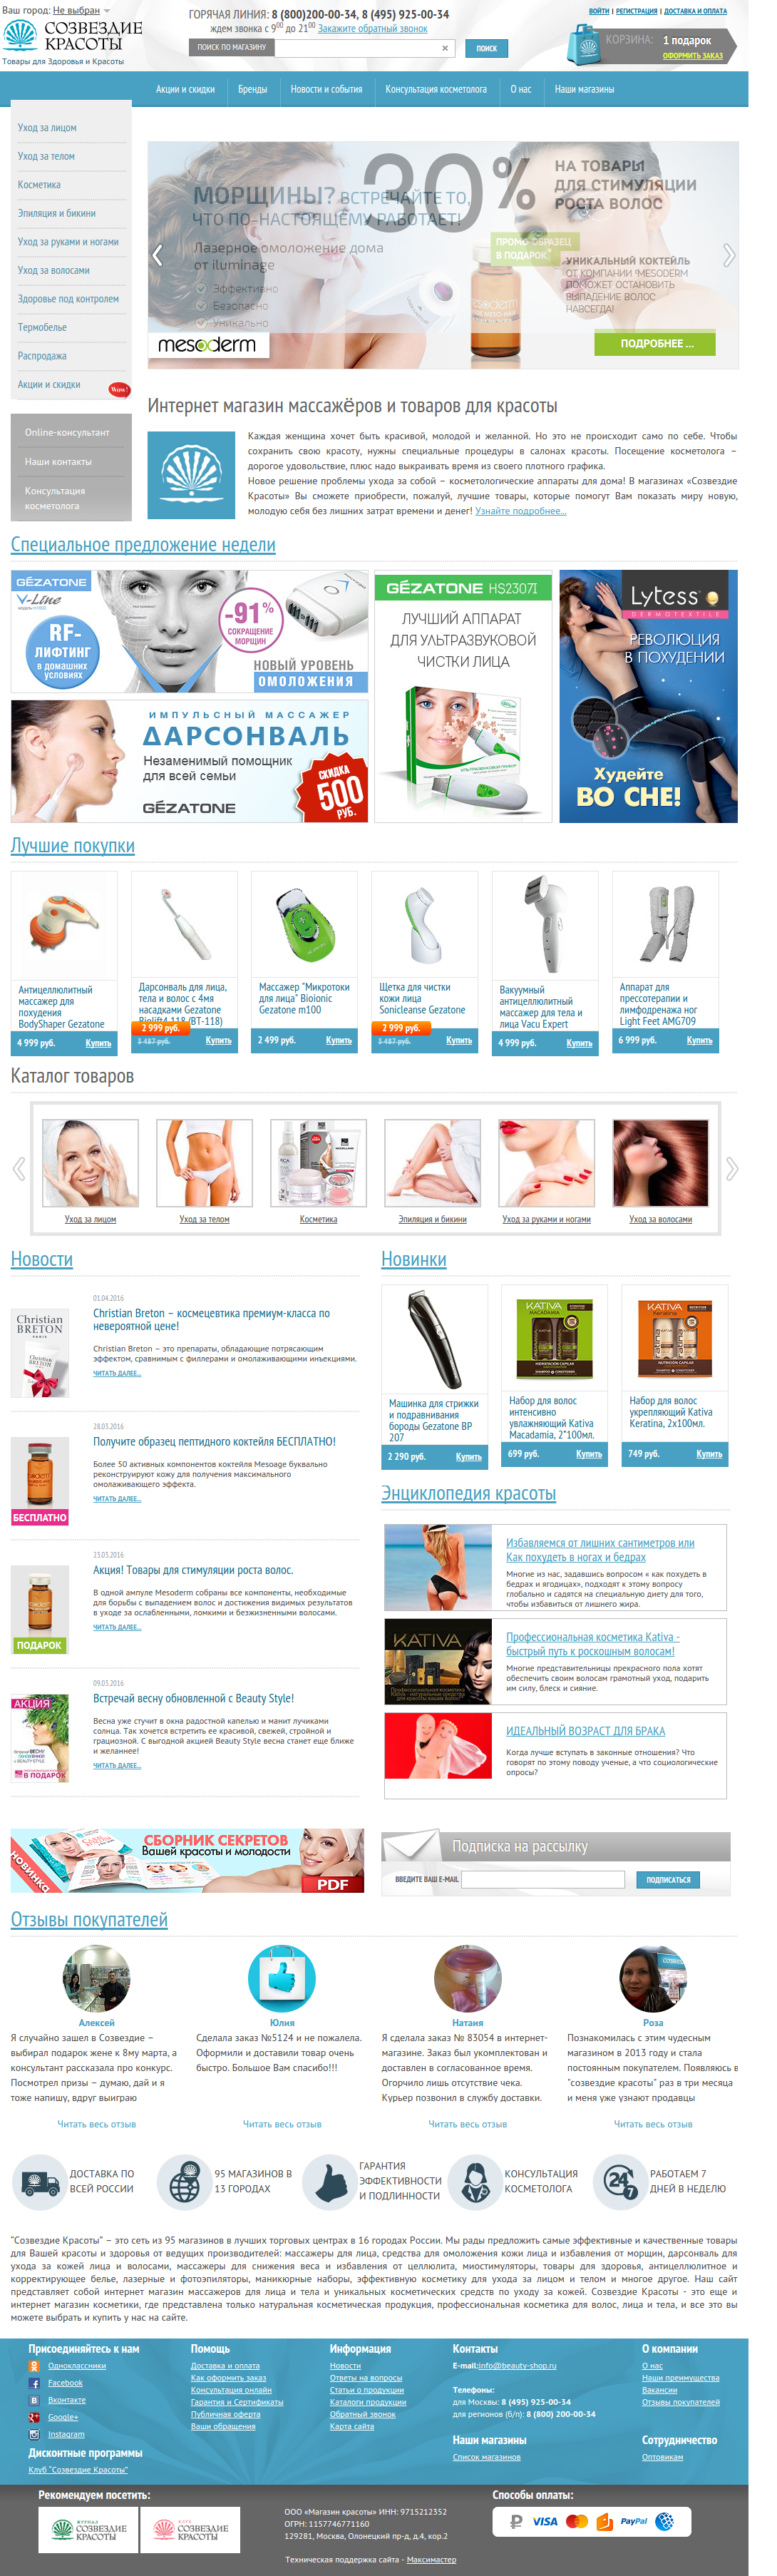 Ваш город: Не выбран
СОЗВЕЗДИЕ
КРАСОТЫ
Товары для Здоровья и Красоты
ГОРЯЧАЯ ЛИНИЯ: 8 (800)200-00-34, 8 (495) 925-00-34
ждем звонка с 9⁰⁰ до 21⁰⁰ Закажите обратный звонок
ПОИСК ПО МАГАЗИНУ
ПОИСК
ВОЙТИ | РЕГИСТРАЦИЯ | ДОСТАВКА И ОПЛАТА
КОРЗИНА: 1 подарок
ОФОРМИТЬ ЗАКАЗ
Акции и скидки
Бренды
Новости и события
Консультация косметолога
О нас
Наши магазины
Уход за лицом
Уход за телом
Косметика
Эпиляция и бикини
Уход за руками и ногами
Уход за волосами
Здоровье под контролем
Термобелье
Распродажа
Акции и скидки
Wow!
Online-консультант
Наши контакты
Консультация
косметолога
МОРЩИНЫ? ВСТРЕЧАЙТЕ ТО,
ЧТО ПО-НАСТОЯЩЕМУ РАБОТАЕТ!
Лазерное омоложение дома
от iluminage
Эффективно
Безопасно
Уникально
30%
НА ТОВАРЫ
ДЛЯ СТИМУЛЯЦИИ
РОСТА ВОЛОС
ПРОМО-ОБРАЗЕЦ
В ПОДАРОК
УНИКАЛЬНЫЙ КОКТЕЙЛЬ
ОТ КОМПАНИИ MESODERM
ПОМОЖЕТ ОСТАНОВИТЬ
ВЫПАДЕНИЕ ВОЛОС
НАВСЕГДА!
mesoderm
mesoderm
ПОДРОБНЕЕ ...
Интернет магазин массажёров и товаров для красоты
Каждая женщина хочет быть красивой, молодой и желанной. Но это не происходит само по себе. Чтобы
сохранить свою красоту, нужны специальные процедуры в салонах красоты. Посещение косметолога –
дорогое удовольствие, плюс надо выкраивать время из своего плотного графика.
Новое решение проблемы ухода за собой – косметологические аппараты для дома! В магазинах «Созвездие
Красоты» Вы сможете приобрести, пожалуй, лучшие товары, которые помогут Вам показать миру новую,
молодую себя без лишних затрат времени и денег! Узнайте подробнее...
Специальное предложение недели
GÉZATONE
V-Line
RF-
ЛИФТИНГ
в домашних
условиях
-91%
СОКРАЩЕНИЕ
МОРЩИН
НОВЫЙ УРОВЕНЬ
ОМОЛОЖЕНИЯ
ИМПУЛЬСНЫЙ МАССАЖЕР
ДАРСОНВАЛЬ
Незаменимый помощник
для всей семьи
GÉZATONE
СКИДКА
500
РУБ.
GÉZATONE HS2307I
ЛУЧШИЙ АППАРАТ
ДЛЯ УЛЬТРАЗВУКОВОЙ
ЧИСТКИ ЛИЦА
Lytess
DERMOTEXTILE
РЕВОЛЮЦИЯ
В ПОХУДЕНИИ
Худейте
ВО СНЕ!
Лучшие покупки
Антицеллюлитный
массажер для
похудения
BodyShaper Gezatone
4 999 руб. Купить
Дарсонваль для лица,
тела и волос с 4мя
насадками Gezatone
Biolift4 118 (BT-118)
2 999 руб.
3 487 руб. Купить
Массажер "Микротоки
для лица" Bioionic
Gezatone m100
2 499 руб. Купить
Щетка для чистки
кожи лица
Sonicleanse Gezatone
2 999 руб.
3 487 руб. Купить
Вакуумный
антицеллюлитный
массажер для тела и
лица Vacu Expert
4 999 руб. Купить
Аппарат для
прессотерапии и
лимфодренажа ног
Light Feet AMG709
6 999 руб. Купить
Каталог товаров
Уход за лицом
Уход за телом
Косметика
Эпиляция и бикини
Уход за руками и ногами
Уход за волосами
Новости
01.04.2016
Christian Breton – космецевтика премиум-класса по
невероятной цене!
Christian Breton – это препараты, обладающие потрясающим
эффектом, сравнимым с филлерами и омолаживающими инъекциями.
ЧИТАТЬ ДАЛЕЕ...
Christian
BRETON
PARIS
28.03.2016
Получите образец пептидного коктейля БЕСПЛАТНО!
Более 50 активных компонентов коктейля Mesoage буквально
реконструируют кожу для получения максимального
омолаживающего эффекта.
ЧИТАТЬ ДАЛЕЕ...
БЕСПЛАТНО
23.03.2016
Акция! Товары для стимуляции роста волос.
В одной ампуле Mesoderm собраны все компоненты, необходимые
для борьбы с выпадением волос и достижения видимых результатов
в уходе за ослабленными, ломкими и безжизненными волосами.
ЧИТАТЬ ДАЛЕЕ...
ПОДАРОК
09.03.2016
Встречай весну обновленной с Beauty Style!
Весна уже стучит в окна радостной капелью и манит лучиками
солнца. Так хочется встретить ее красивой, свежей, стройной и
грациозной. С выгодной акцией Beauty Style весна станет еще ближе
и желаннее!
ЧИТАТЬ ДАЛЕЕ...
АКЦИЯ
В ПОДАРОК
Новинки
Машинка для стрижки
и подравнивания
бороды Gezatone BP
207
2 290 руб. Купить
KATIVA
MACADAMIA
Набор для волос
интенсивно
увлажняющий Kativa
Macadamia, 2*100мл.
699 руб. Купить
KATIVA
Keratina
Набор для волос
укрепляющий Kativa
Keratina, 2х100мл.
749 руб. Купить
Энциклопедия красоты
Избавляемся от лишних сантиметров или
Как похудеть в ногах и бедрах
Многие из нас, задавшись вопросом « как похудеть в
бедрах и ягодицах», подходят к этому вопросу
глобально и садятся на специальную диету для того,
чтобы избавиться от лишнего жира.
KATIVA
Профессиональная косметика Kativa -
быстрый путь к роскошным волосам!
Многие представительницы прекрасного пола хотят
обеспечить своим волосам грамотный уход, подарить
им силу, блеск и сияние.
ИДЕАЛЬНЫЙ ВОЗРАСТ ДЛЯ БРАКА
Когда лучше вступать в законные отношения? Что
говорят по этому поводу ученые, а что социологические
опросы?
СБОРНИК СЕКРЕТОВ
Вашей красоты и молодости
НОВИНКА
PDF
Подписка на рассылку
ВВЕДИТЕ ВАШ E-MAIL
ПОДПИСАТЬСЯ
Отзывы покупателей
Алексей
Я случайно зашел в Созвездие –
выбирал подарок жене к 8му марта, а
консультант рассказала про конкурс.
Посмотрел призы – думаю, дай и я
тоже напишу, вдруг выиграю
Читать весь отзыв
Юлия
Сделала заказ №5124 и не пожалела.
Оформили и доставили товар очень
быстро. Большое Вам спасибо!!!
Читать весь отзыв
Натаия
Я сделала заказ № 83054 в интернет-
магазине. Заказ был укомплектован и
доставлен в согласованное время.
Огорчило лишь отсутствие чека.
Курьер позвонил в службу доставки.
Читать весь отзыв
Роза
Познакомилась с этим чудесным
магазином в 2013 году и стала
постоянным покупателем. Появляюсь в
"созвездие красоты" раз в три месяца
и меня уже узнают продавцы
Читать весь отзыв
ДОСТАВКА ПО
ВСЕЙ РОССИИ
95 МАГАЗИНОВ В
13 ГОРОДАХ
ГАРАНТИЯ
ЭФФЕКТИВНОСТИ
И ПОДЛИННОСТИ
КОНСУЛЬТАЦИЯ
КОСМЕТОЛОГА
24/7
РАБОТАЕМ 7
ДНЕЙ В НЕДЕЛЮ
"Созвездие Красоты" – это сеть из 95 магазинов в лучших торговых центрах в 16 городах России. Мы рады предложить самые эффективные и качественные товары
для Вашей красоты и здоровья от ведущих производителей: массажеры для лица, средства для омоложения кожи лица и избавления от морщин, дарсонваль для
ухода за кожей лица и волосами, массажеры для снижения веса и избавления от целлюлита, миостимуляторы, товары для здоровья, антицеллюлитное и
корректирующее белье, лазерные и фотоэпиляторы, маникюрные наборы, эффективную косметику для ухода за лицом и телом и многое другое. Наш сайт
представляет собой интернет магазин массажеров для лица и тела и уникальных косметических средств по уходу за кожей. Созвездие Красоты - это еще и
интернет магазин косметики, где представлена только натуральная косметическая продукция, профессиональная косметика для волос, лица и тела, и все это вы
можете выбрать и купить у нас на сайте.
Присоединяйтесь к нам
Одноклассники
Facebook
Вконтакте
Google+
Instagram
Дисконтные программы
Клуб "Созвездие Красоты"
Помощь
Доставка и оплата
Как оформить заказ
Консультация онлайн
Гарантия и Сертификаты
Публичная оферта
Ваши обращения
Информация
Новости
Ответы на вопросы
Статьи о продукции
Каталоги продукции
Обратный звонок
Карта сайта
Контакты
E-mail:info@beauty-shop.ru
Телефоны:
для Москвы: 8 (495) 925-00-34
для регионов (б/п): 8 (800) 200-00-34
Наши магазины
Список магазинов
О компании
О нас
Наши преимущества
Вакансии
Отзывы покупателей
Сотрудничество
Оптовикам
Рекомендуем посетить:
ЖУРНАЛ
СОЗВЕЗДИЕ
КРАСОТЫ
КЛУБ
СОЗВЕЗДИЕ
КРАСОТЫ
ООО «Магазин красоты» ИНН: 9715212352
ОГРН: 1157746771160
129281, Москва, Олонецкий пр-д, д.4, кор.2
Техническая поддержка сайта - Максимастер
Способы оплаты:
VISA
PayPal